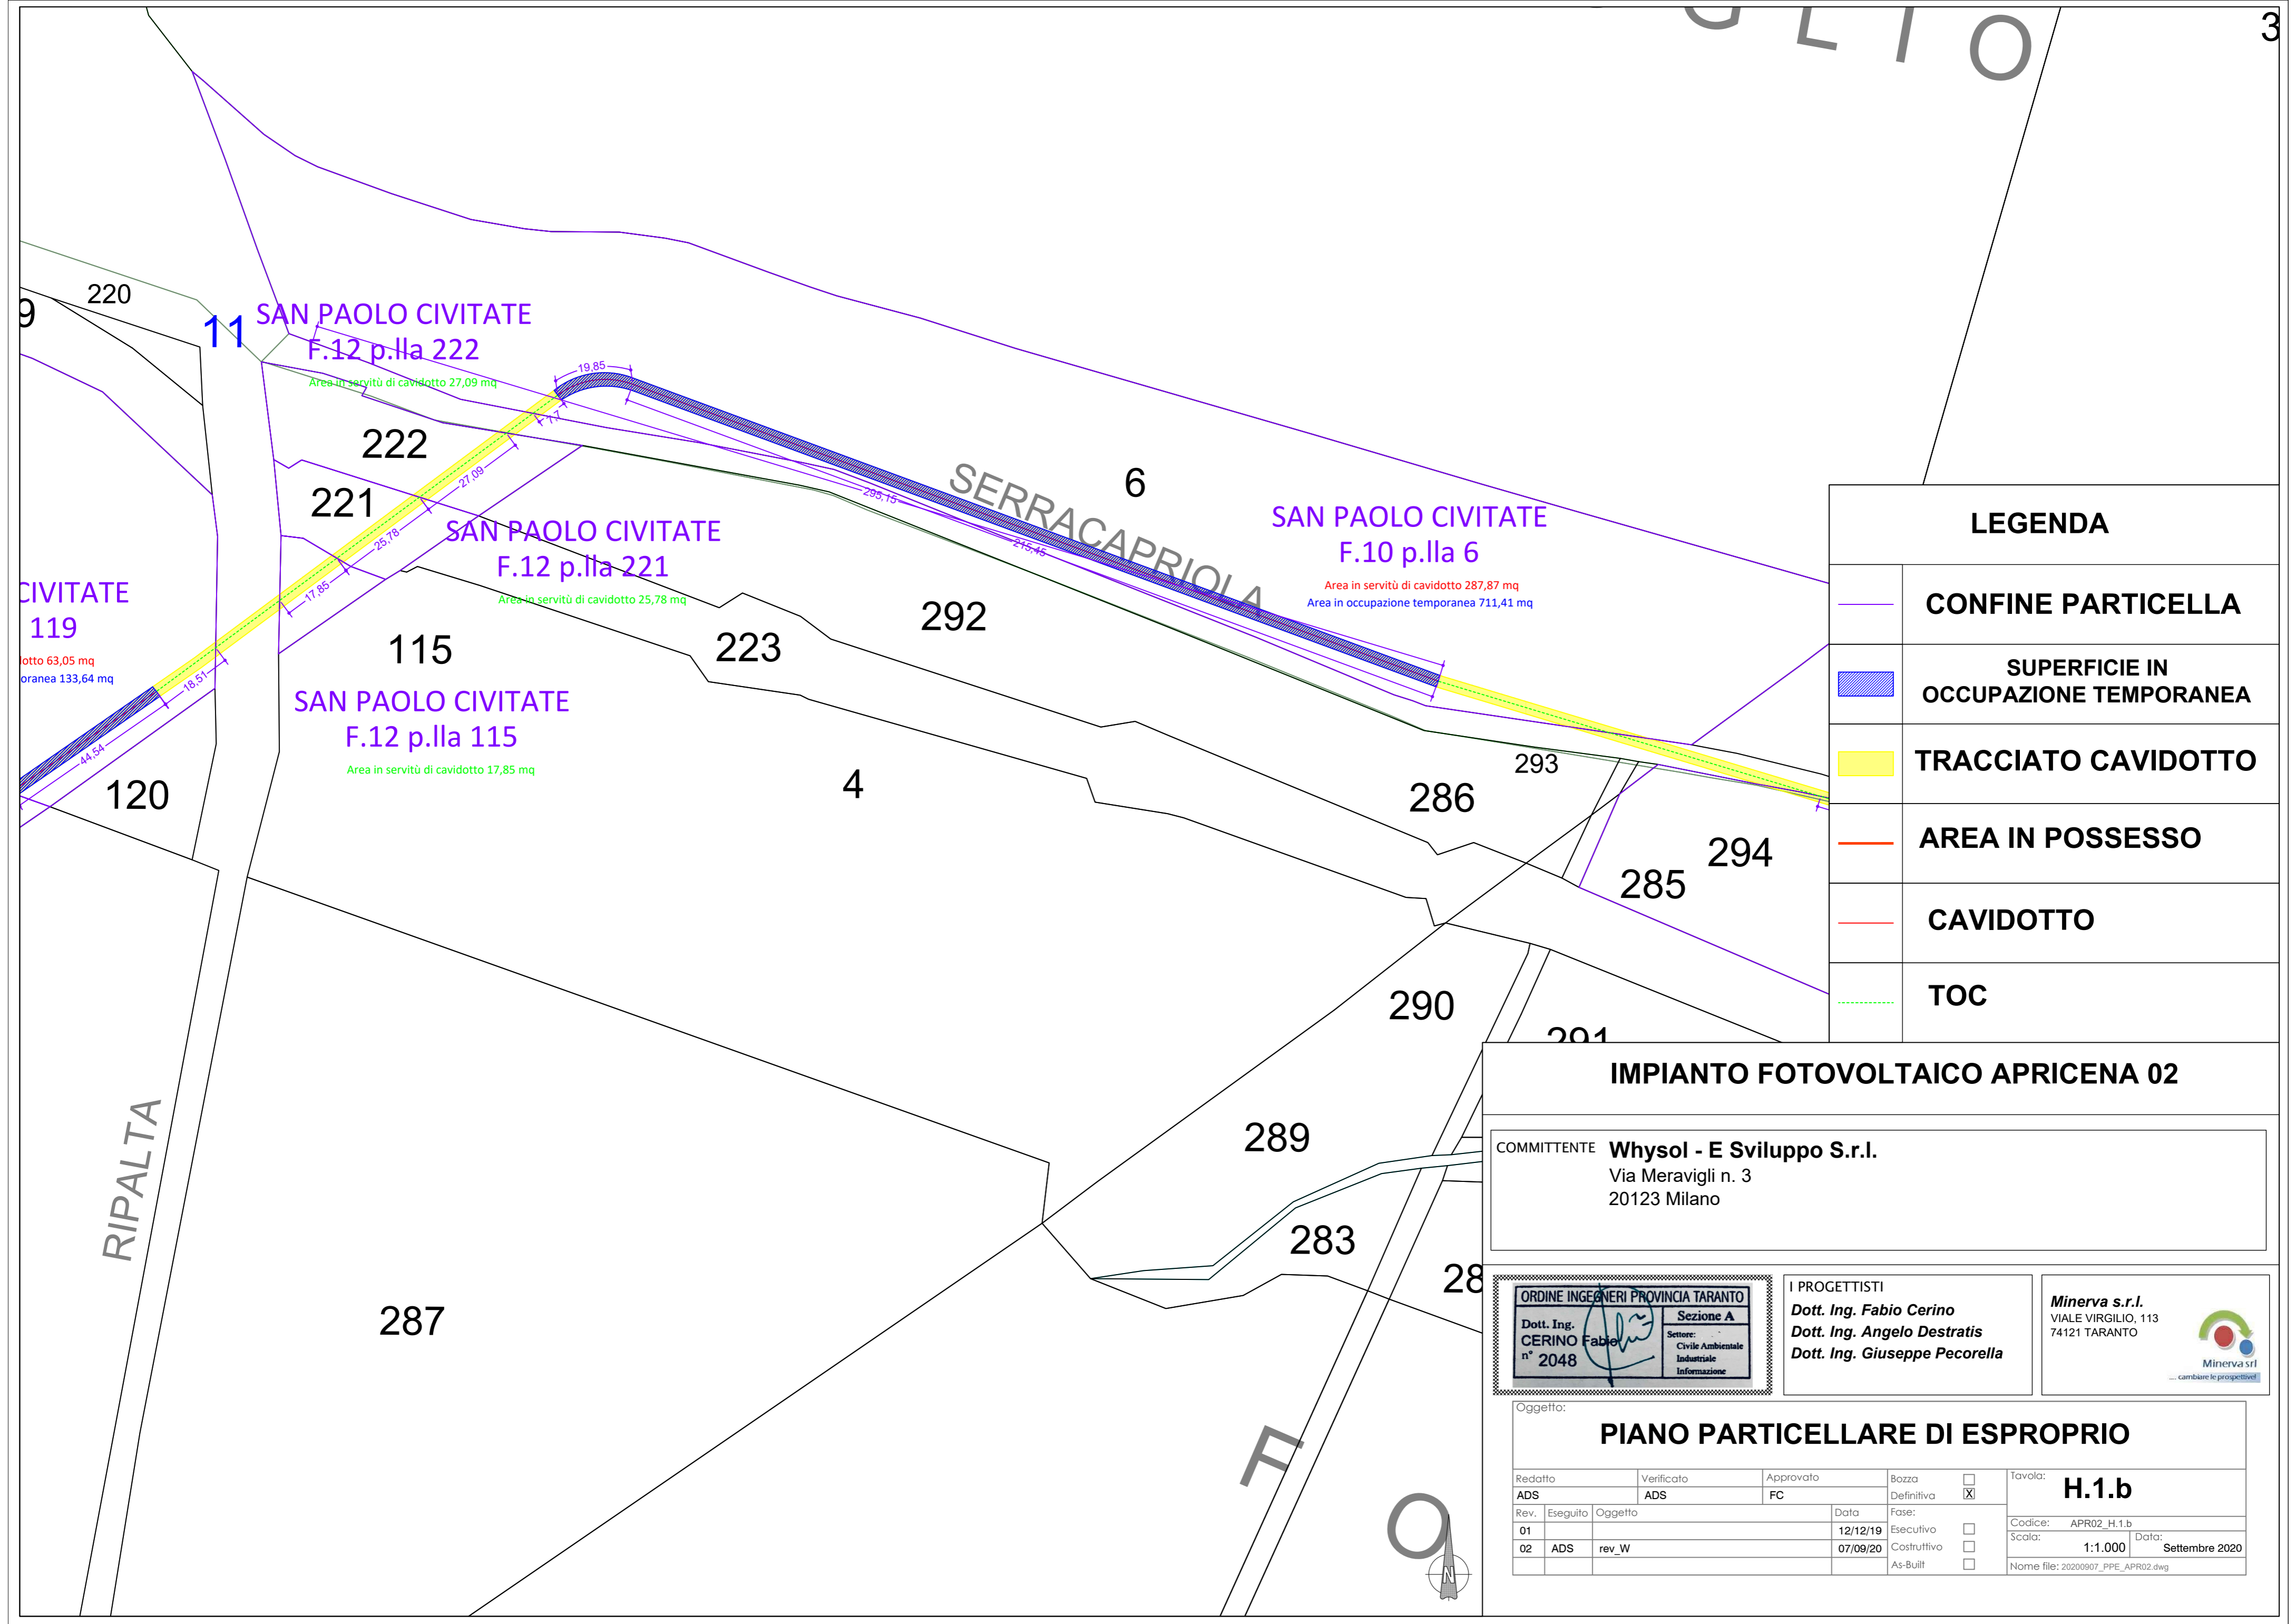 GLIO
3
220
9
11
SAN PAOLO CIVITATE
F.12 p.lla 222
Area in servitù di cavidotto 27,09 mq
19,85
7,7
222
27,09
221
25,78
17,85
SAN PAOLO CIVITATE
F.12 p.lla 221
Area in servitù di cavidotto 25,78 mq
295,15
215,45
SERRACAPRIOLA
6
SAN PAOLO CIVITATE
F.10 p.lla 6
Area in servitù di cavidotto 287,87 mq
Area in occupazione temporanea 711,41 mq
CIVITATE
119
lotto 63,05 mq
oranea 133,64 mq
18,51
44,54
115
SAN PAOLO CIVITATE
F.12 p.lla 115
Area in servitù di cavidotto 17,85 mq
223
292
120
4
293
286
294
285
290
291
289
283
28
287
RIPALTA
F O
N
LEGENDA
CONFINE PARTICELLA
SUPERFICIE IN
OCCUPAZIONE TEMPORANEA
TRACCIATO CAVIDOTTO
AREA IN POSSESSO
CAVIDOTTO
TOC
IMPIANTO FOTOVOLTAICO APRICENA 02
COMMITTENTE Whysol - E Sviluppo S.r.l.
Via Meravigli n. 3
20123 Milano
ORDINE INGEGNERI PROVINCIA TARANTO
Dott. Ing.
CERINO Fabio
n° 2048
Sezione A
Settore:
Civile Ambientale
Industriale
Informazione
I PROGETTISTI
Dott. Ing. Fabio Cerino
Dott. Ing. Angelo Destratis
Dott. Ing. Giuseppe Pecorella
Minerva s.r.l.
VIALE VIRGILIO, 113
74121 TARANTO
Minerva srl
.... cambiare le prospettive!
Oggetto:
PIANO PARTICELLARE DI ESPROPRIO
Redatto Verificato Approvato
ADS ADS FC
Rev. Eseguito Oggetto Data
01 12/12/19
02 ADS rev_W 07/09/20
Bozza
Definitiva X
Fase:
Esecutivo
Costruttivo
As-Built
Tavola: H.1.b
Codice: APR02_H.1.b
Scala: 1:1.000 Data: Settembre 2020
Nome file: 20200907_PPE_APR02.dwg